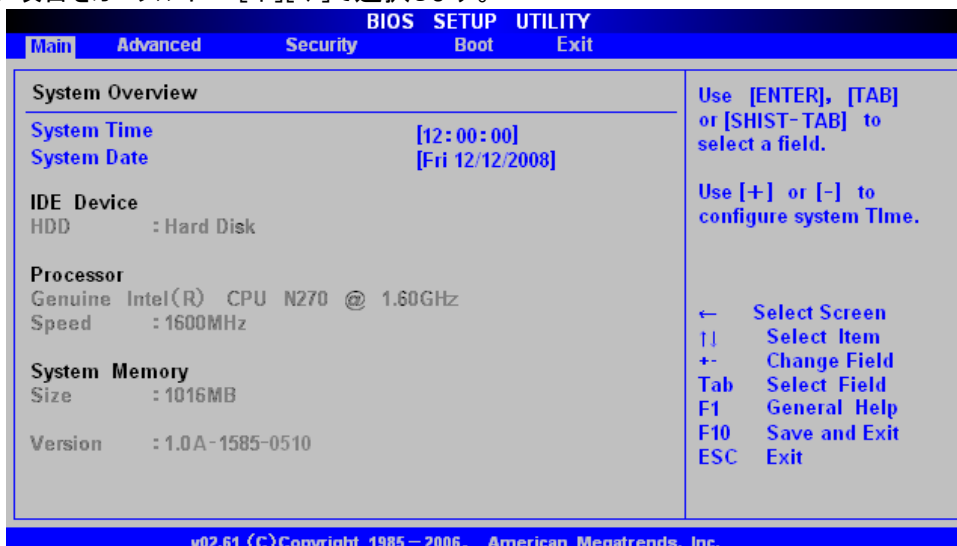 BIOS SETUP UTILITY
Main Advanced Security Boot Exit
System Overview
System Time [12:00:00]
System Date [Fri 12/12/2008]
IDE Device
HDD : Hard Disk
Processor
Genuine Intel(R) CPU N270 @ 1.60GHz
Speed : 1600MHz
System Memory
Size : 1016MB
Version : 1.0A-1585-0510
Use [ENTER], [TAB]
or [SHIST-TAB] to
select a field.
Use [+] or [-] to
configure system TIme.
← Select Screen
↑↓ Select Item
+- Change Field
Tab Select Field
F1 General Help
F10 Save and Exit
ESC Exit
v02.61 (C)Copyright 1985-2006, American Megatrends, Inc.